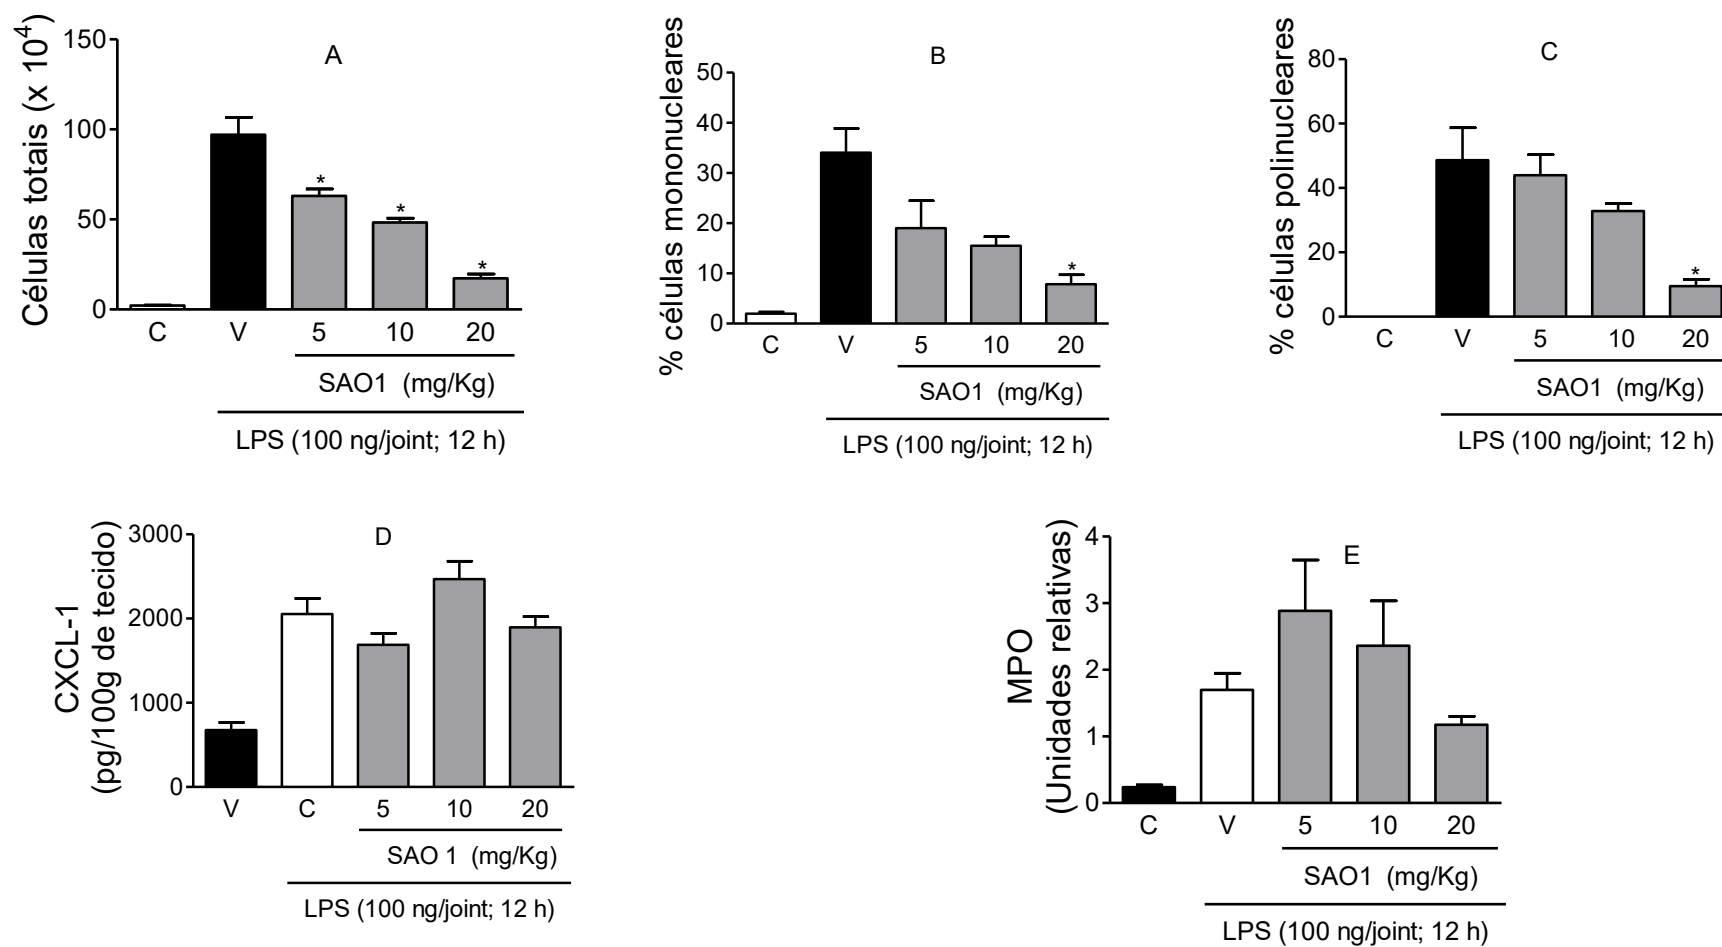 A
Células totais (x 10⁴)
150
100
50
0
*
*
*
C V 5 10 20
SAO1 (mg/Kg)
LPS (100 ng/joint; 12 h)
B
% células mononucleares
50
40
30
20
10
0
*
C V 5 10 20
SAO1 (mg/Kg)
LPS (100 ng/joint; 12 h)
C
% células polinucleares
80
60
40
20
0
*
C V 5 10 20
SAO1 (mg/Kg)
LPS (100 ng/joint; 12 h)
D
CXCL-1
(pg/100g de tecido)
3000
2000
1000
0
V C 5 10 20
SAO 1 (mg/Kg)
LPS (100 ng/joint; 12 h)
E
MPO
(Unidades relativas)
4
3
2
1
0
C V 5 10 20
SAO1 (mg/Kg)
LPS (100 ng/joint; 12 h)